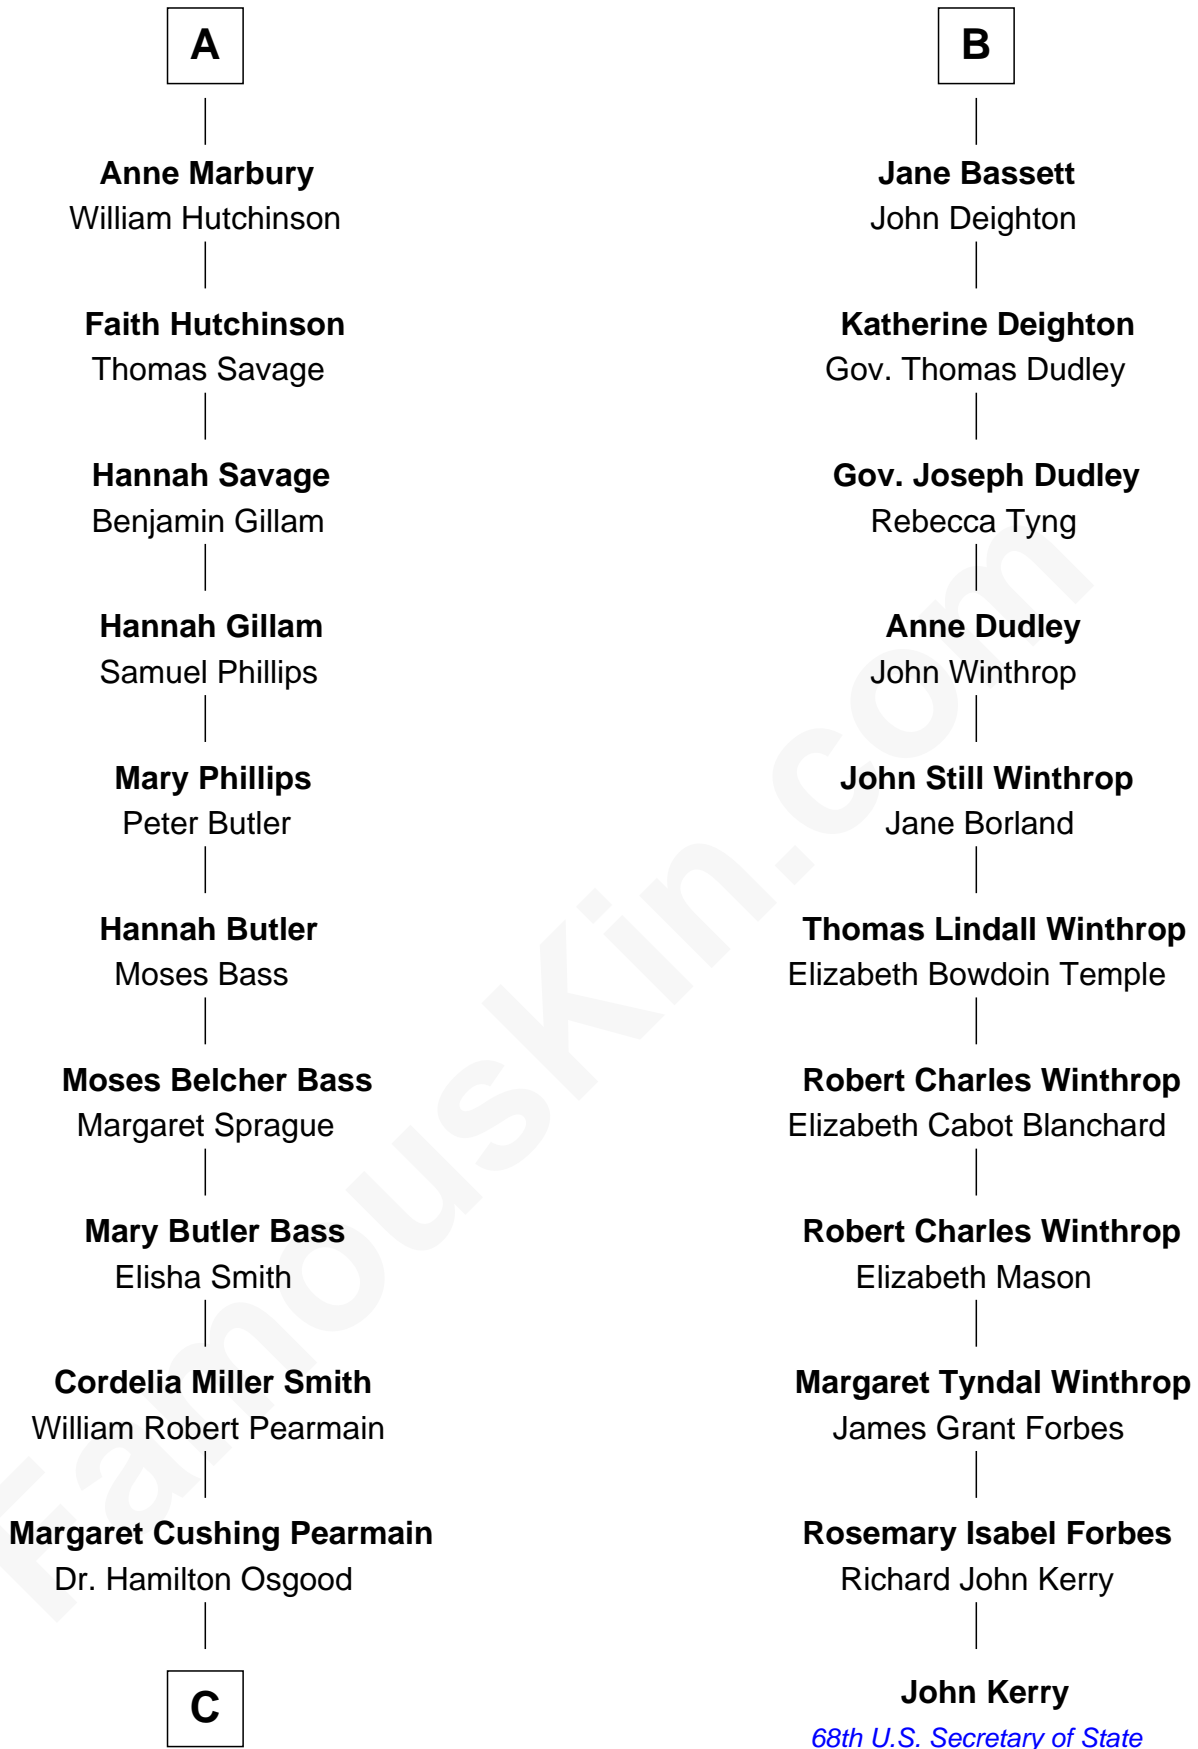 A
Anne Marbury
William Hutchinson
Faith Hutchinson
Thomas Savage
Hannah Savage
Benjamin Gillam
Hannah Gillam
Samuel Phillips
Mary Phillips
Peter Butler
Hannah Butler
Moses Bass
Moses Belcher Bass
Margaret Sprague
Mary Butler Bass
Elisha Smith
Cordelia Miller Smith
William Robert Pearmain
Margaret Cushing Pearmain
Dr. Hamilton Osgood
C
B
Jane Bassett
John Deighton
Katherine Deighton
Gov. Thomas Dudley
Gov. Joseph Dudley
Rebecca Tyng
Anne Dudley
John Winthrop
John Still Winthrop
Jane Borland
Thomas Lindall Winthrop
Elizabeth Bowdoin Temple
Robert Charles Winthrop
Elizabeth Cabot Blanchard
Robert Charles Winthrop
Elizabeth Mason
Margaret Tyndal Winthrop
James Grant Forbes
Rosemary Isabel Forbes
Richard John Kerry
John Kerry
68th U.S. Secretary of State
FamousKin.com